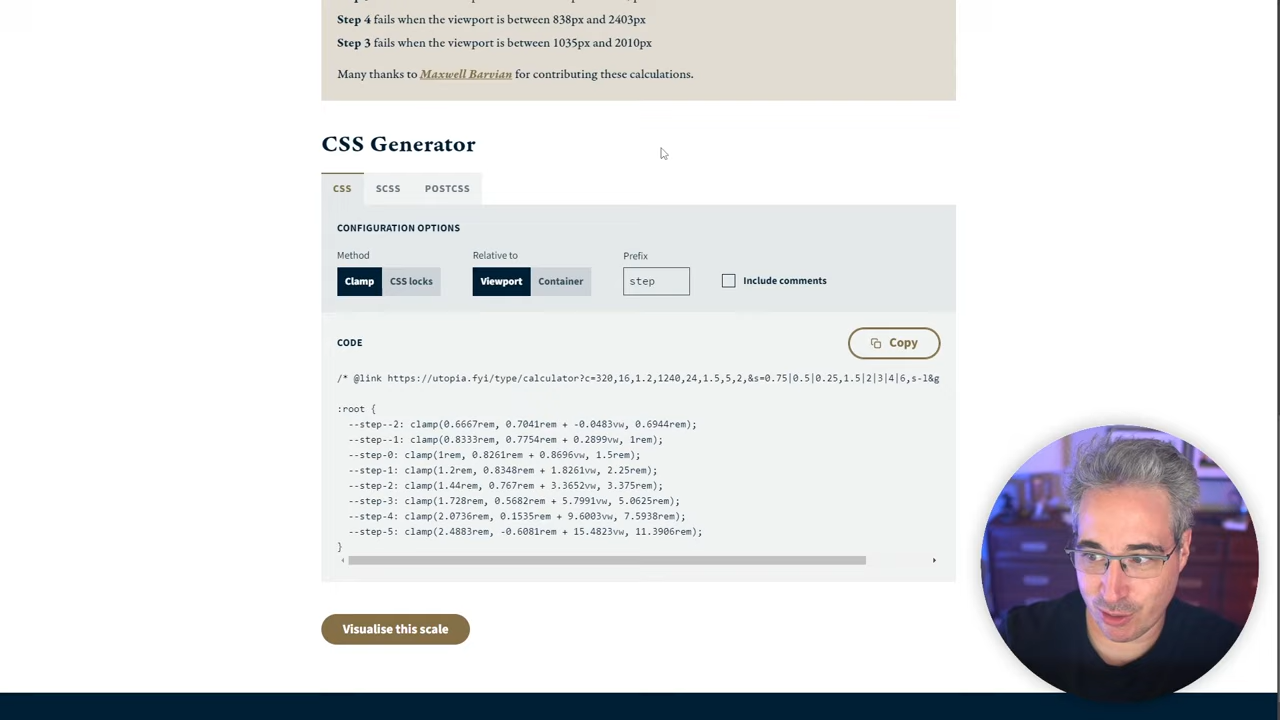 Step 4 fails when the viewport is between 838px and 2403px
Step 3 fails when the viewport is between 1035px and 2010px
Many thanks to Maxwell Barvian for contributing these calculations.
CSS Generator
CSS SCSS POSTCSS
CONFIGURATION OPTIONS
Method Relative to Prefix
Clamp CSS locks Viewport Container step Include comments
CODE Copy
/* @link https://utopia.fyi/type/calculator?c=320,16,1.2,1240,24,1.5,5,2,&s=0.75|0.5|0.25,1.5|2|3|4|6,s-l&g
:root {
--step--2: clamp(0.6667rem, 0.7041rem + -0.0483vw, 0.6944rem);
--step--1: clamp(0.8333rem, 0.7754rem + 0.2899vw, 1rem);
--step-0: clamp(1rem, 0.8261rem + 0.8696vw, 1.5rem);
--step-1: clamp(1.2rem, 0.8348rem + 1.8261vw, 2.25rem);
--step-2: clamp(1.44rem, 0.767rem + 3.3652vw, 3.375rem);
--step-3: clamp(1.728rem, 0.5682rem + 5.7991vw, 5.0625rem);
--step-4: clamp(2.0736rem, 0.1535rem + 9.6003vw, 7.5938rem);
--step-5: clamp(2.4883rem, -0.6081rem + 15.4823vw, 11.3906rem);
}
Visualise this scale